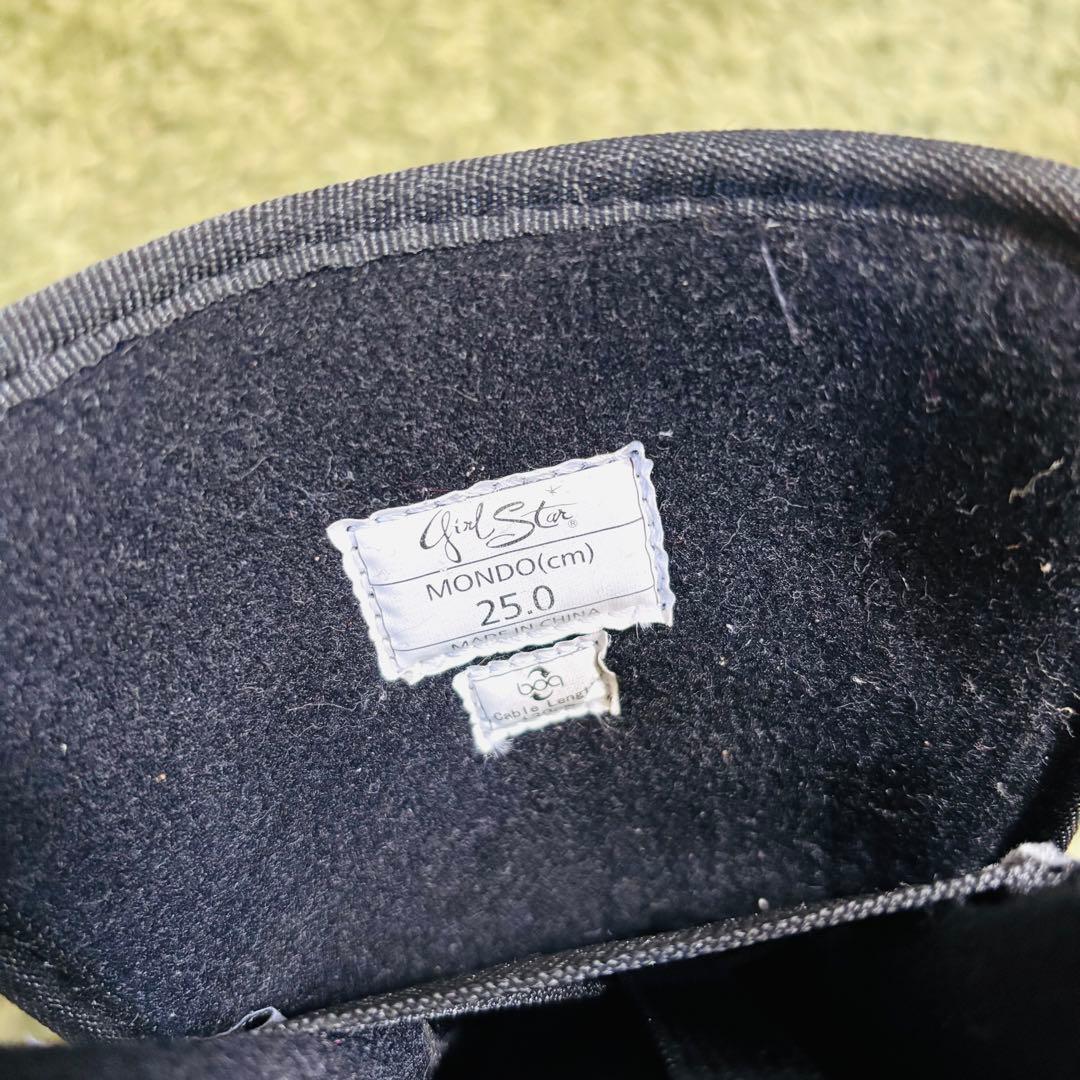 Girl Star ®
MONDO(cm)
25.0
MADE IN CHINA
boa
Cable